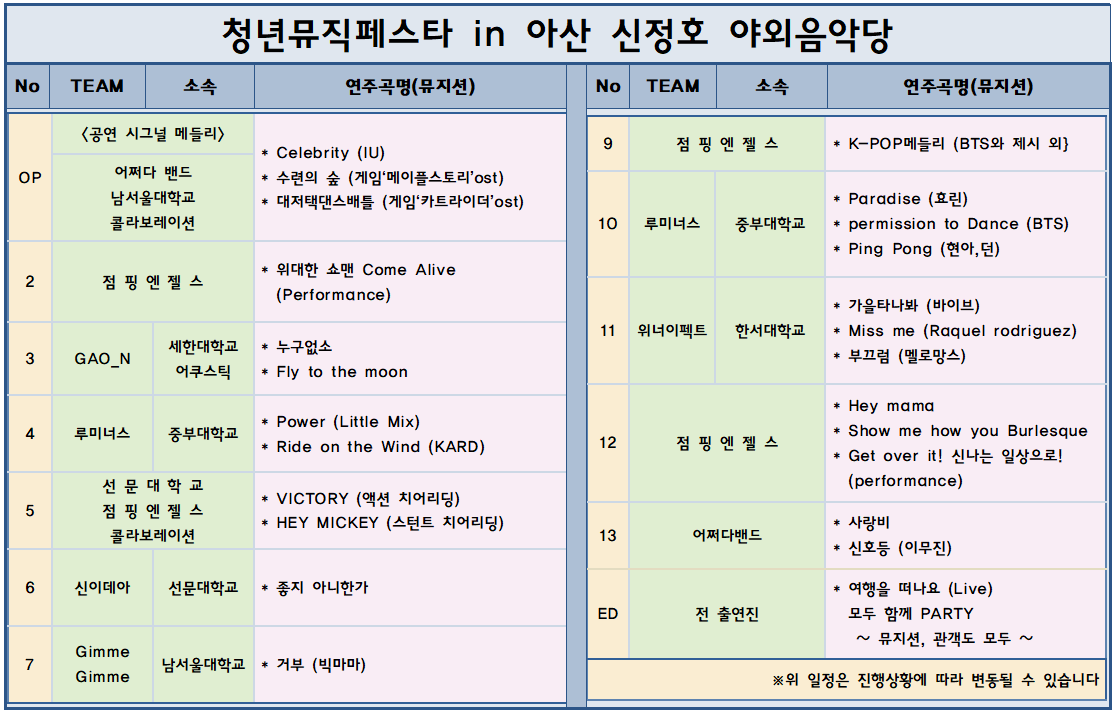 청년뮤직페스타 in 아산 신정호 야외음악당
No TEAM 소속 연주곡명(뮤지션)
OP
〈공연 시그널 메들리〉
어쩌다 밴드
남서울대학교
콜라보레이션
* Celebrity (IU)
* 수련의 숲 (게임‘메이플스토리’ost)
* 대저택댄스배틀 (게임‘카트라이더’ost)
2
점 핑 엔 젤 스
* 위대한 쇼맨 Come Alive
(Performance)
3
GAO_N
세한대학교
어쿠스틱
* 누구없소
* Fly to the moon
4
루미너스
중부대학교
* Power (Little Mix)
* Ride on the Wind (KARD)
5
선 문 대 학 교
점 핑 엔 젤 스
콜라보레이션
* VICTORY (액션 치어리딩)
* HEY MICKEY (스턴트 치어리딩)
6
신이데아
선문대학교
* 좋지 아니한가
7
Gimme
Gimme
남서울대학교
* 거부 (빅마마)
No TEAM 소속 연주곡명(뮤지션)
9
점 핑 엔 젤 스
* K-POP메들리 (BTS와 제시 외}
10
루미너스
중부대학교
* Paradise (효린)
* permission to Dance (BTS)
* Ping Pong (현아,던)
11
위너이펙트
한서대학교
* 가을타나봐 (바이브)
* Miss me (Raquel rodriguez)
* 부끄럼 (멜로망스)
12
점 핑 엔 젤 스
* Hey mama
* Show me how you Burlesque
* Get over it! 신나는 일상으로!
(performance)
13
어쩌다밴드
* 사랑비
* 신호등 (이무진)
ED
전 출연진
* 여행을 떠나요 (Live)
모두 함께 PARTY
～ 뮤지션, 관객도 모두 ～
※위 일정은 진행상황에 따라 변동될 수 있습니다